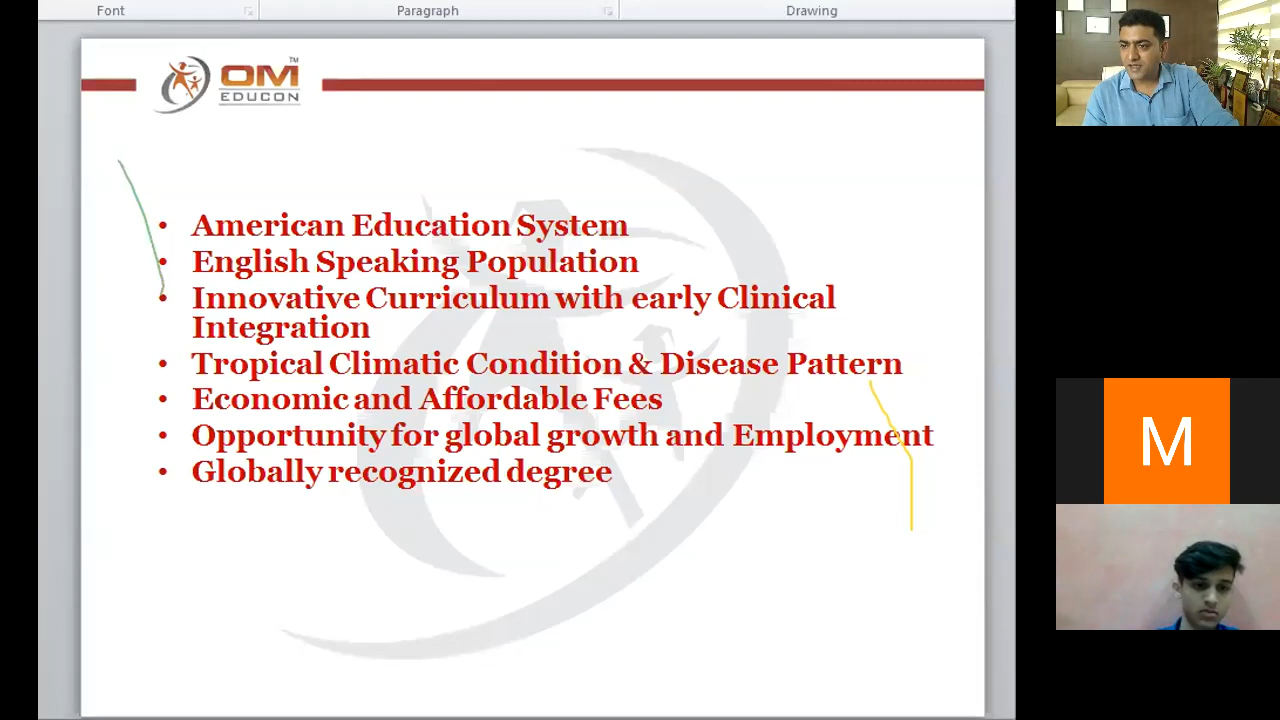 Font Paragraph Drawing
OM™
EDUCON
• American Education System
• English Speaking Population
• Innovative Curriculum with early Clinical
Integration
• Tropical Climatic Condition & Disease Pattern
• Economic and Affordable Fees
• Opportunity for global growth and Employment
• Globally recognized degree
M